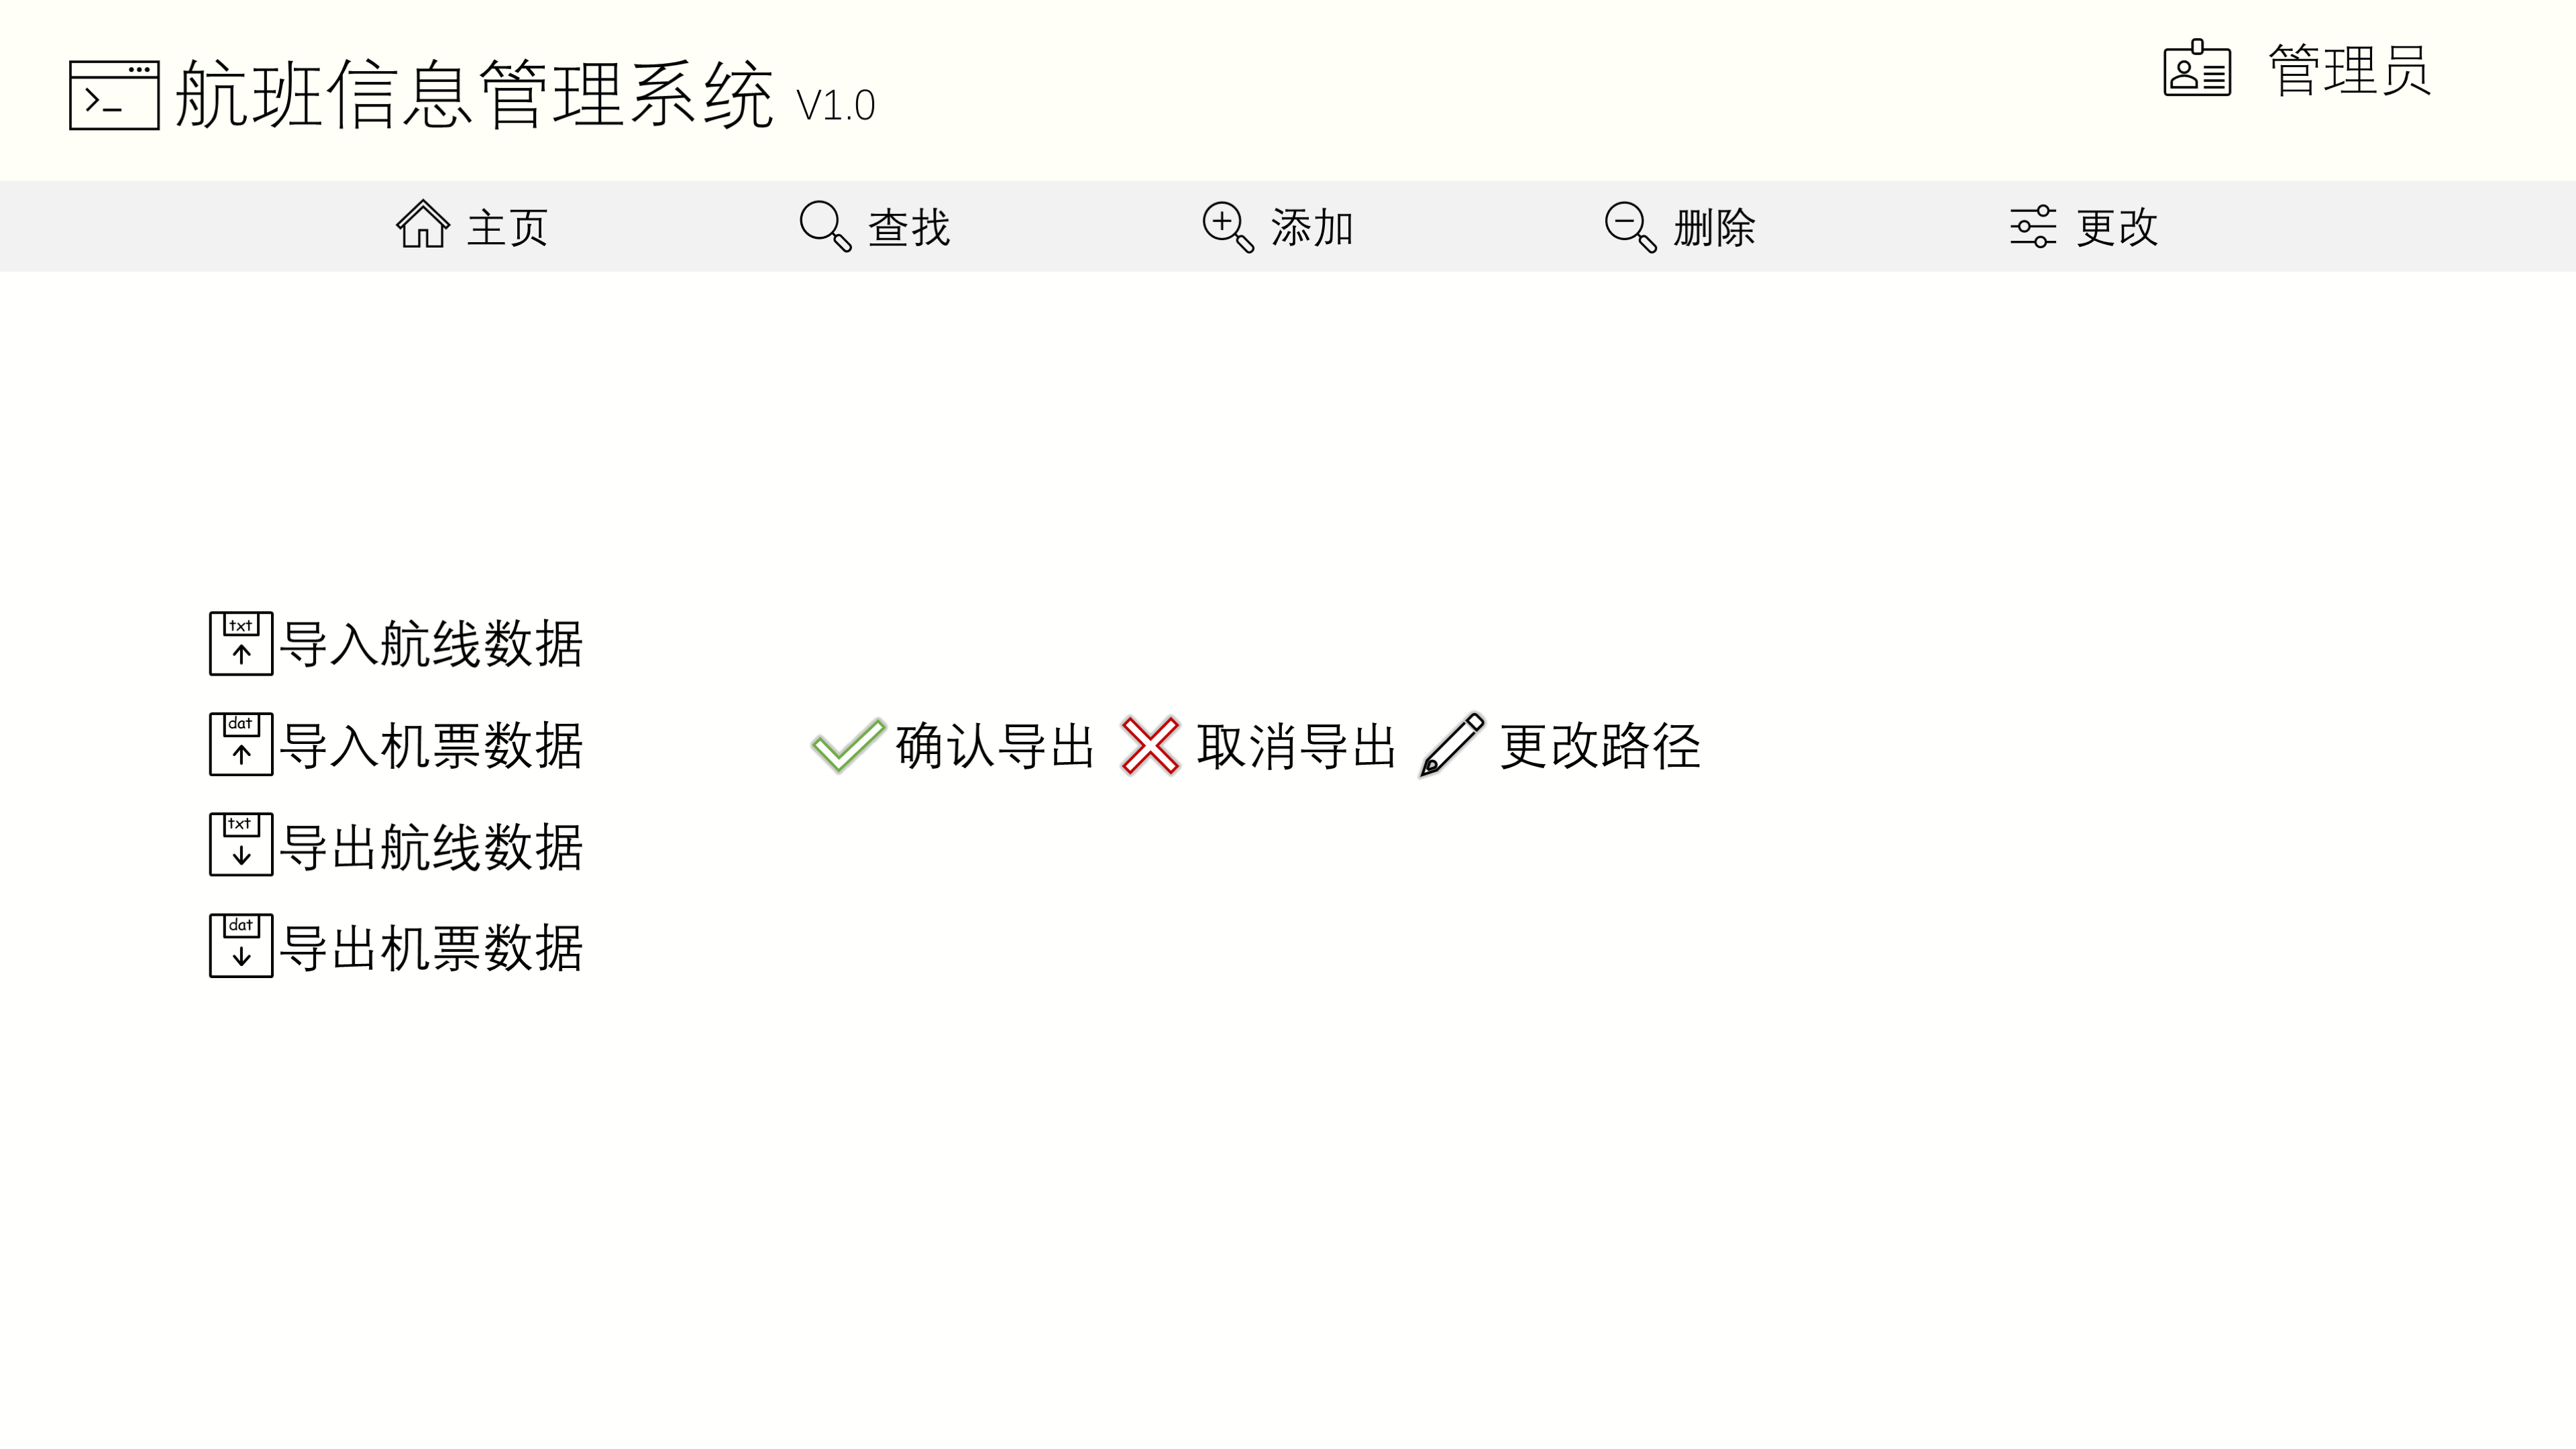 航班信息管理系统 V1.0
管理员
主页 查找 添加 删除 更改
txt 导入航线数据
dat 导入机票数据
确认导出 取消导出 更改路径
txt 导出航线数据
dat 导出机票数据